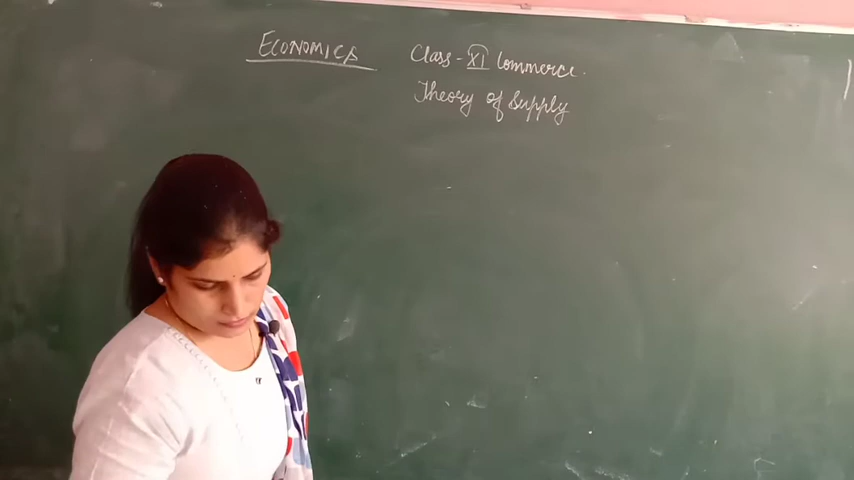 Economics
Class - XI Commerce.
Theory of Supply